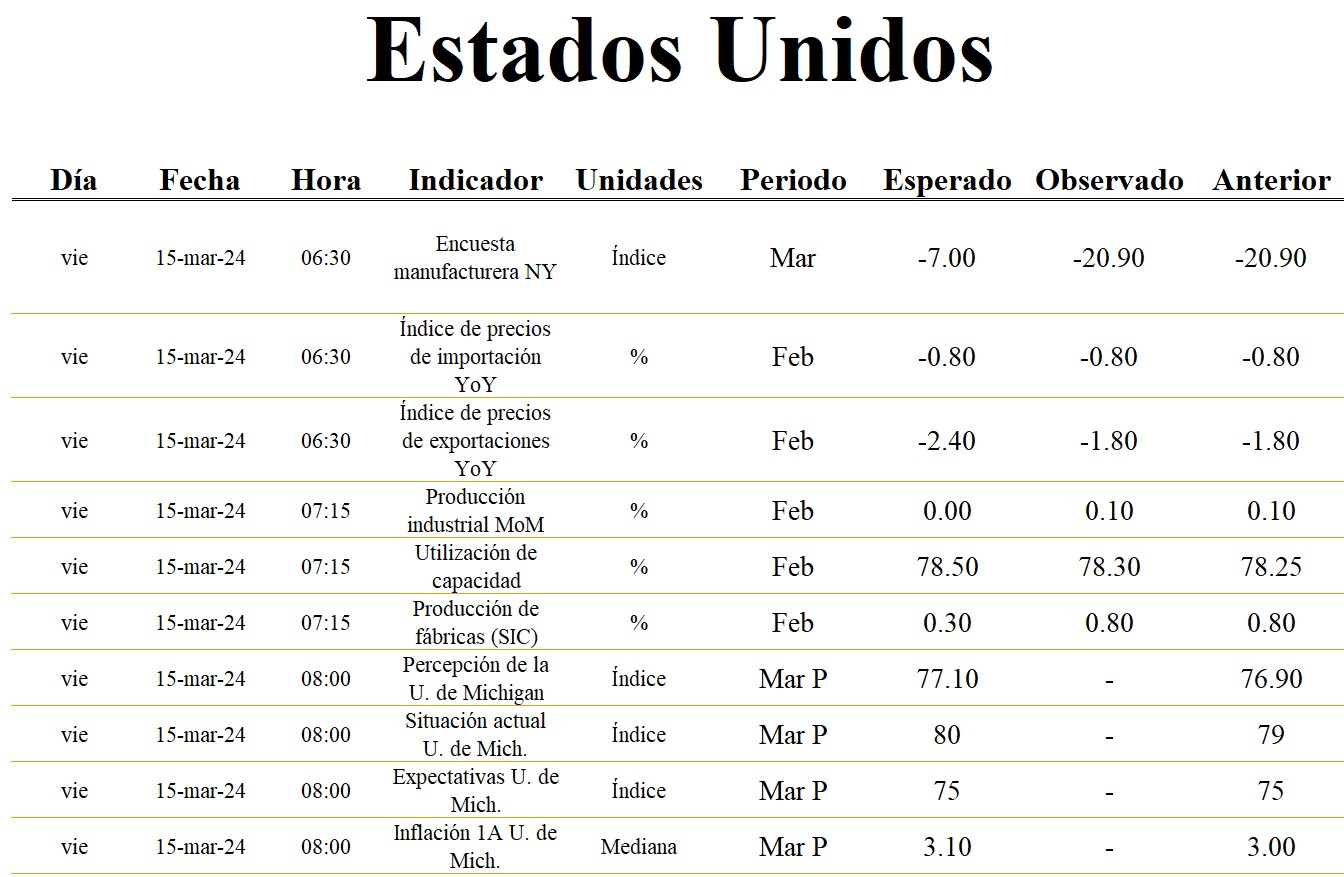 Estados Unidos
Día Fecha Hora Indicador Unidades Periodo Esperado Observado Anterior
vie 15-mar-24 06:30 Encuesta manufacturera NY Índice Mar -7.00 -20.90 -20.90
vie 15-mar-24 06:30 Índice de precios de importación YoY % Feb -0.80 -0.80 -0.80
vie 15-mar-24 06:30 Índice de precios de exportaciones YoY % Feb -2.40 -1.80 -1.80
vie 15-mar-24 07:15 Producción industrial MoM % Feb 0.00 0.10 0.10
vie 15-mar-24 07:15 Utilización de capacidad % Feb 78.50 78.30 78.25
vie 15-mar-24 07:15 Producción de fábricas (SIC) % Feb 0.30 0.80 0.80
vie 15-mar-24 08:00 Percepción de la U. de Michigan Índice Mar P 77.10 - 76.90
vie 15-mar-24 08:00 Situación actual U. de Mich. Índice Mar P 80 - 79
vie 15-mar-24 08:00 Expectativas U. de Mich. Índice Mar P 75 - 75
vie 15-mar-24 08:00 Inflación 1A U. de Mich. Mediana Mar P 3.10 - 3.00